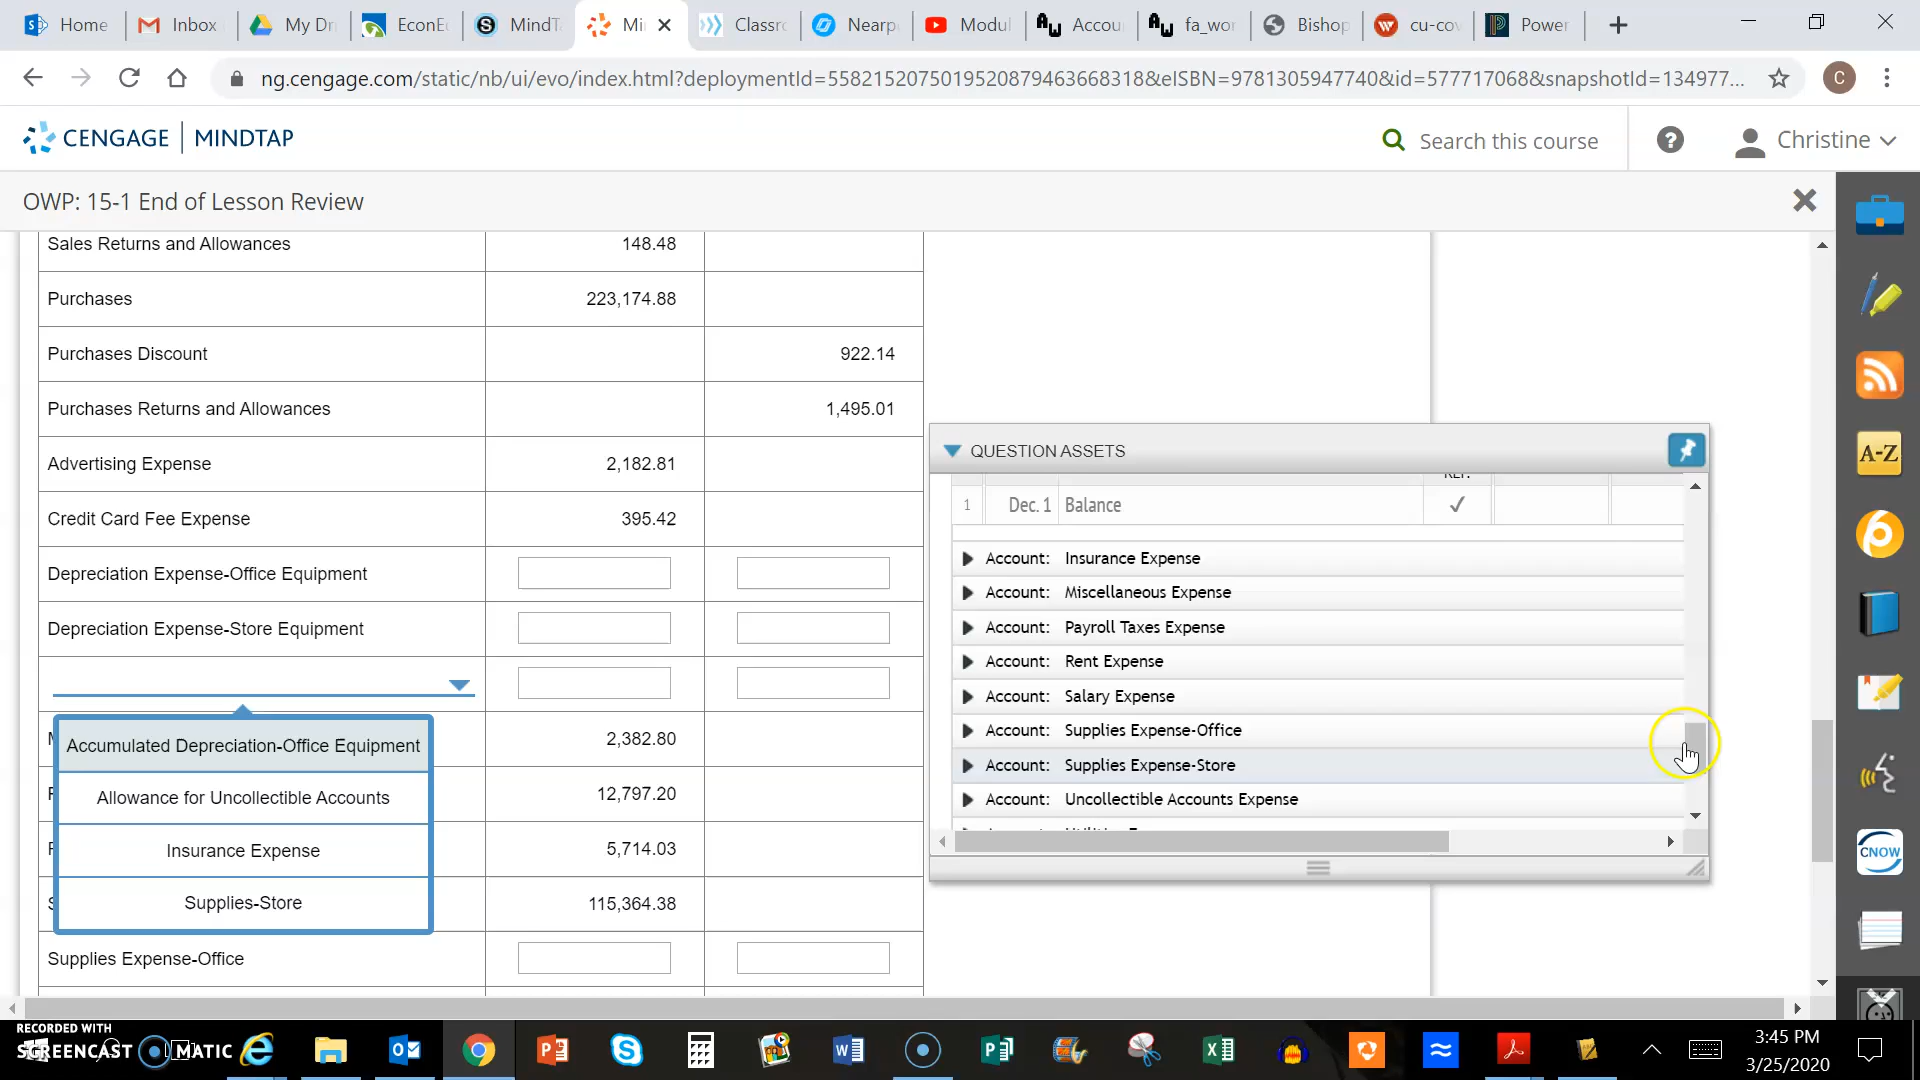 Home
Inbox
My Dri
EconE
MindT
Mi
Classro
Nearp
Modul
Accou
fa_wor
Bishop
cu-cov
Power
ng.cengage.com/static/nb/ui/evo/index.html?deploymentId=5582152075019520879463668318&eISBN=9781305947740&id=577717068&snapshotId=134977...
C
CENGAGE | MINDTAP
Search this course
Christine
OWP: 15-1 End of Lesson Review
Sales Returns and Allowances 148.48
Purchases 223,174.88
Purchases Discount 922.14
Purchases Returns and Allowances 1,495.01
Advertising Expense 2,182.81
Credit Card Fee Expense 395.42
Depreciation Expense-Office Equipment
Depreciation Expense-Store Equipment
Accumulated Depreciation-Office Equipment
2,382.80
Allowance for Uncollectible Accounts
12,797.20
Insurance Expense
5,714.03
Supplies-Store
115,364.38
Supplies Expense-Office
QUESTION ASSETS
1 Dec. 1 Balance ✓
Account: Insurance Expense
Account: Miscellaneous Expense
Account: Payroll Taxes Expense
Account: Rent Expense
Account: Salary Expense
Account: Supplies Expense-Office
Account: Supplies Expense-Store
Account: Uncollectible Accounts Expense
A-Z
CNOW
RECORDED WITH
SCREENCAST MATIC
3:45 PM
3/25/2020